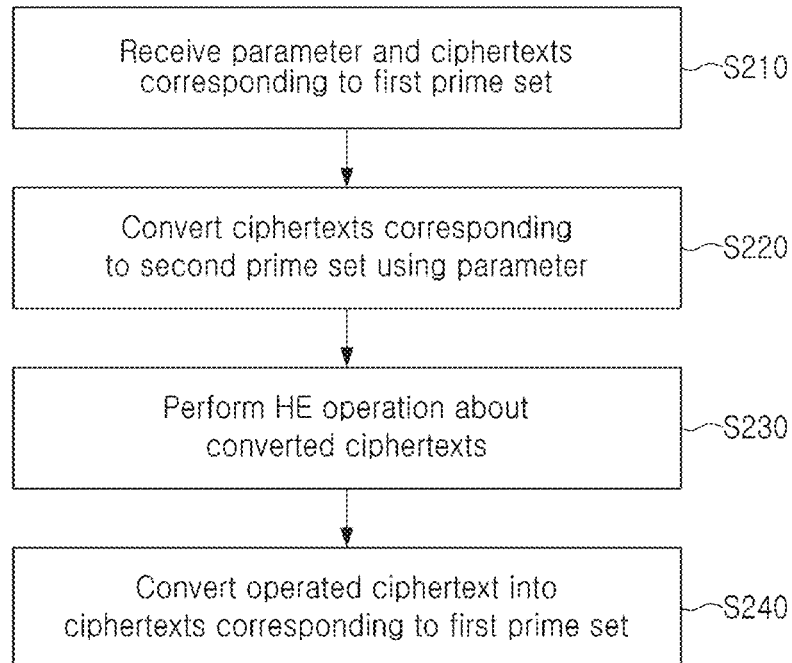 Receive parameter and ciphertexts
corresponding to first prime set
S210
Convert ciphertexts corresponding
to second prime set using parameter
S220
Perform HE operation about
converted ciphertexts
S230
Convert operated ciphertext into
ciphertexts corresponding to first prime set
S240